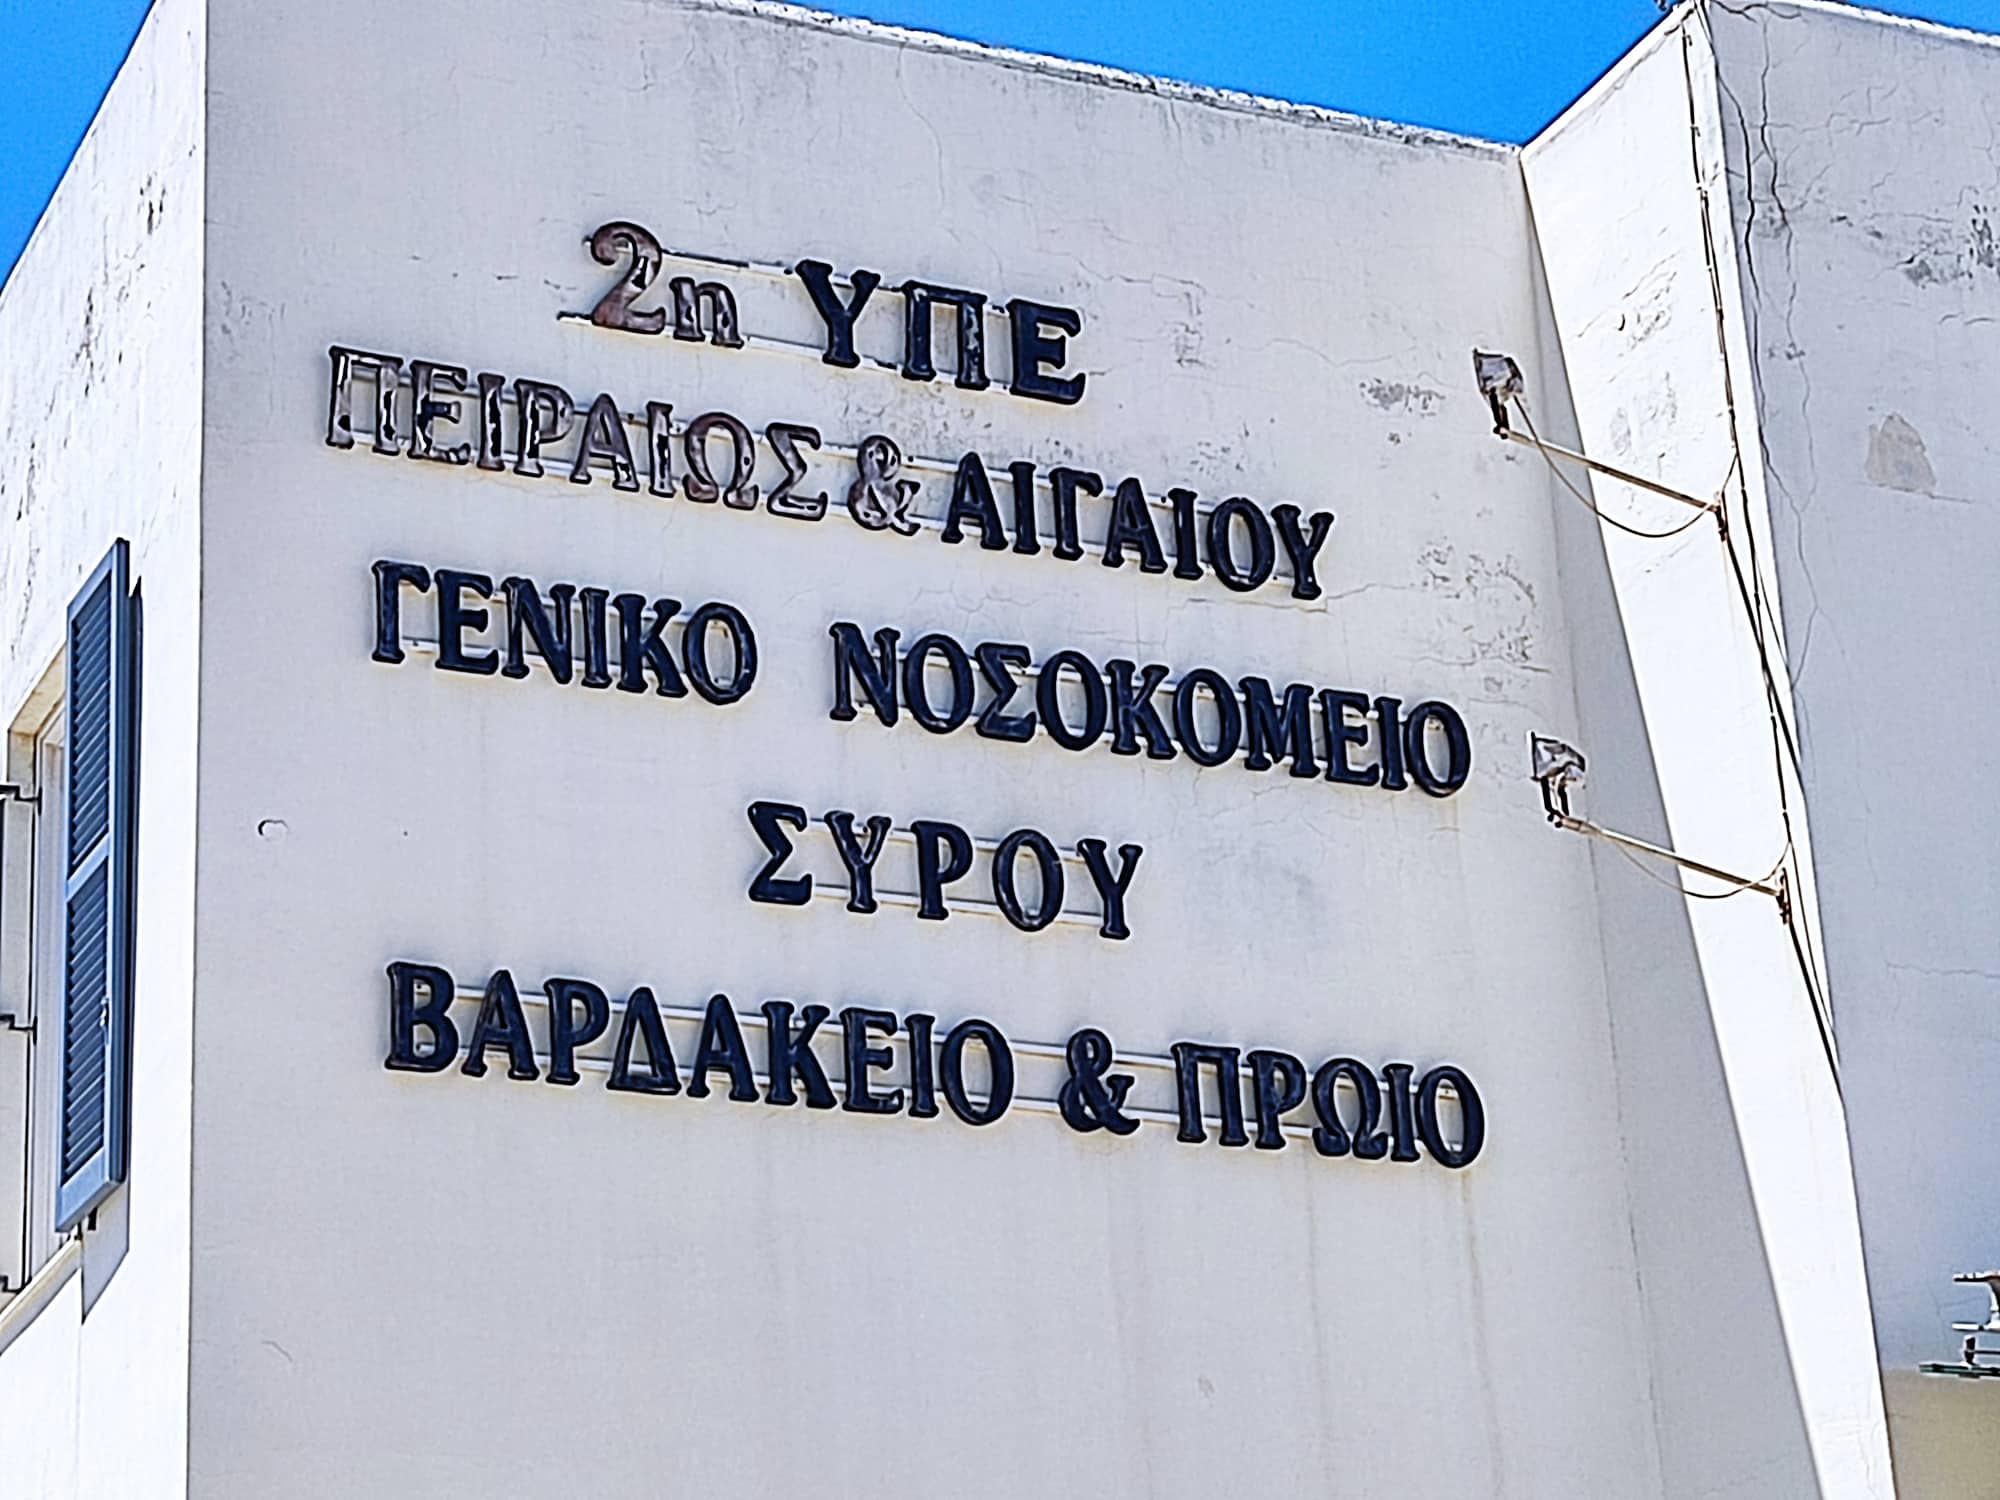 2η ΥΠΕ
ΠΕΙΡΑΙΩΣ & ΑΙΓΑΙΟΥ
ΓΕΝΙΚΟ ΝΟΣΟΚΟΜΕΙΟ
ΣΥΡΟΥ
ΒΑΡΔΑΚΕΙΟ & ΠΡΩΙΟ